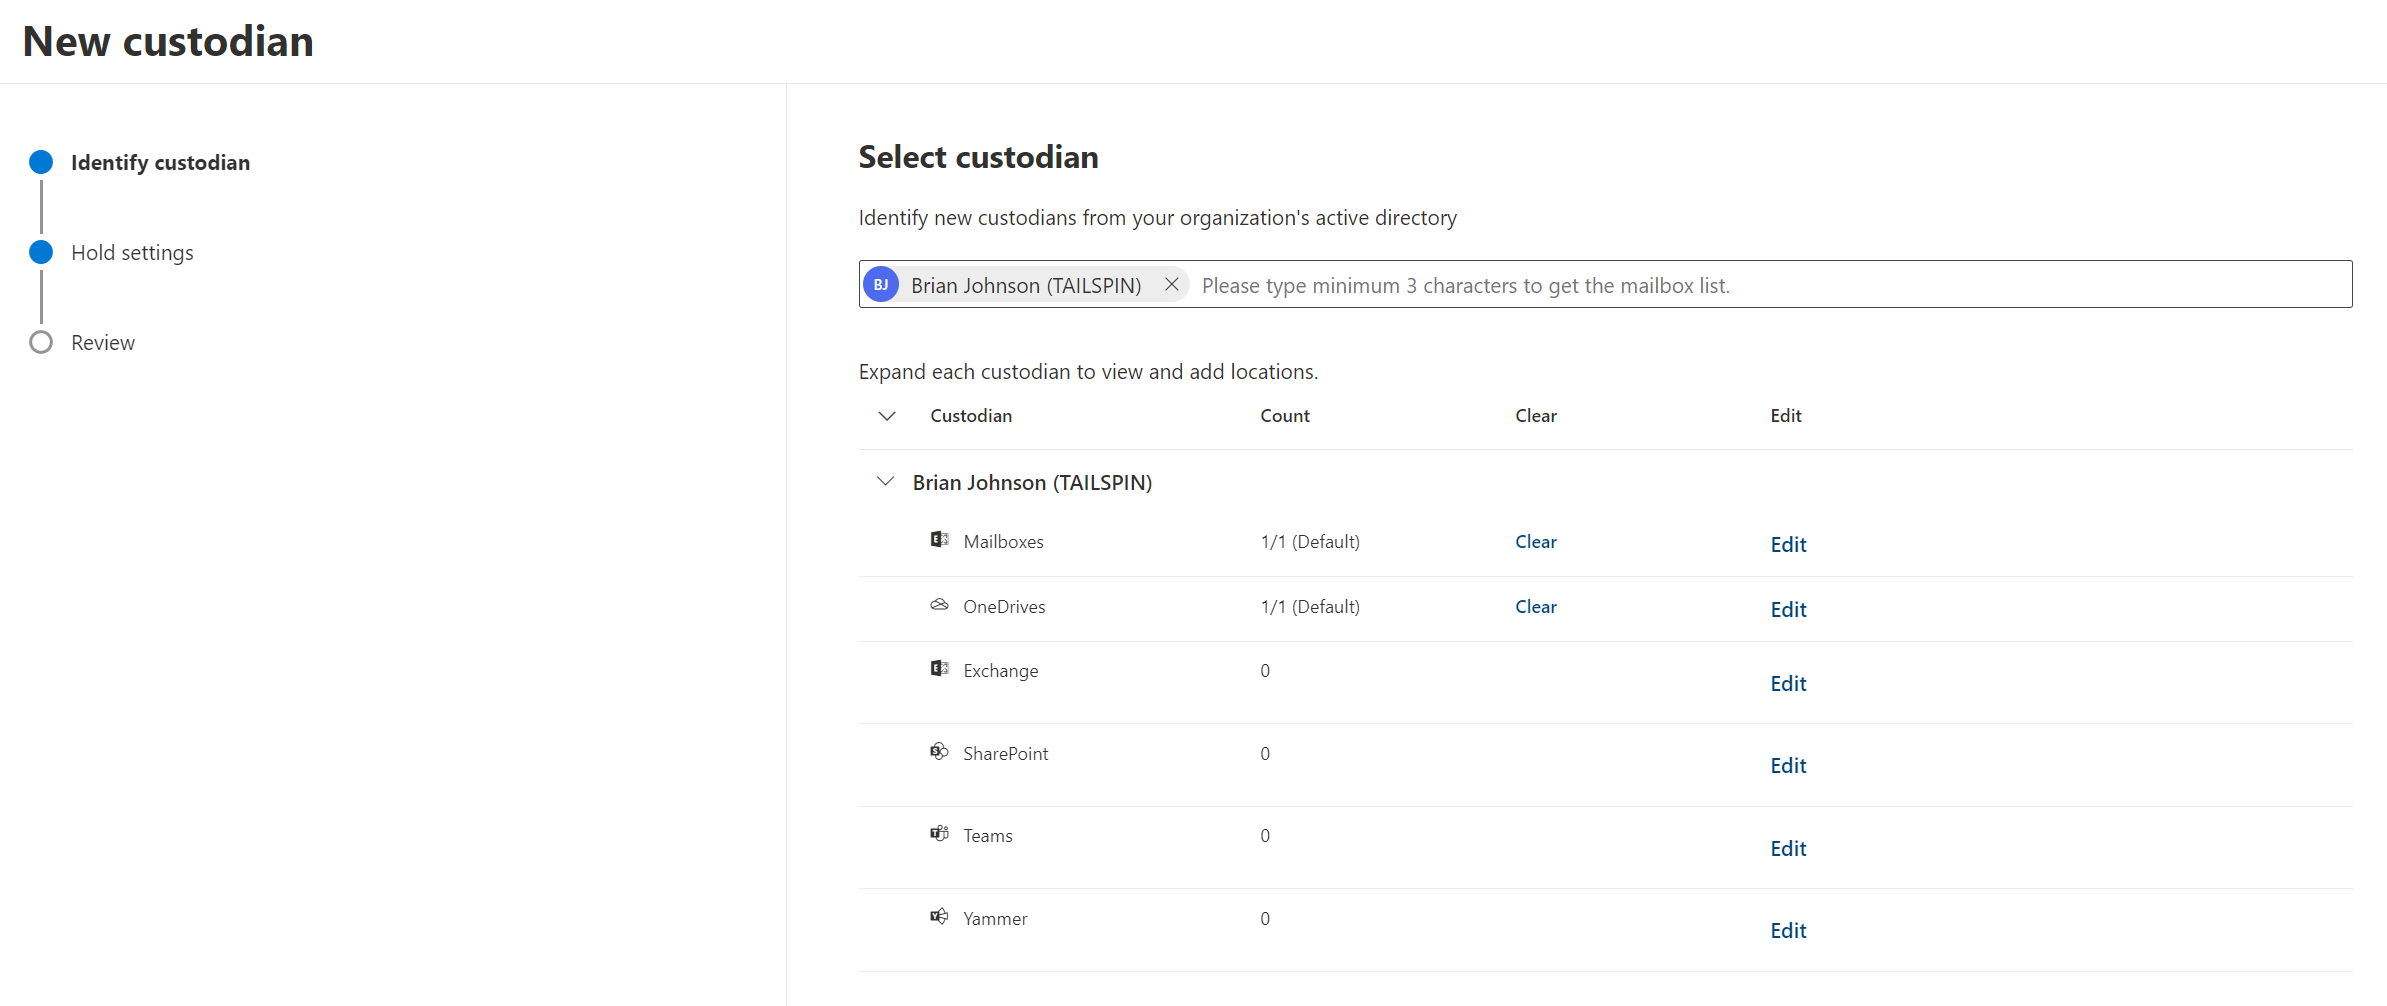 New custodian
Identify custodian
Hold settings
Review
Select custodian
Identify new custodians from your organization's active directory
BJ Brian Johnson (TAILSPIN) Please type minimum 3 characters to get the mailbox list.
Expand each custodian to view and add locations.
Custodian Count Clear Edit
Brian Johnson (TAILSPIN)
Mailboxes 1/1 (Default) Clear Edit
OneDrives 1/1 (Default) Clear Edit
Exchange 0 Edit
SharePoint 0 Edit
Teams 0 Edit
Yammer 0 Edit